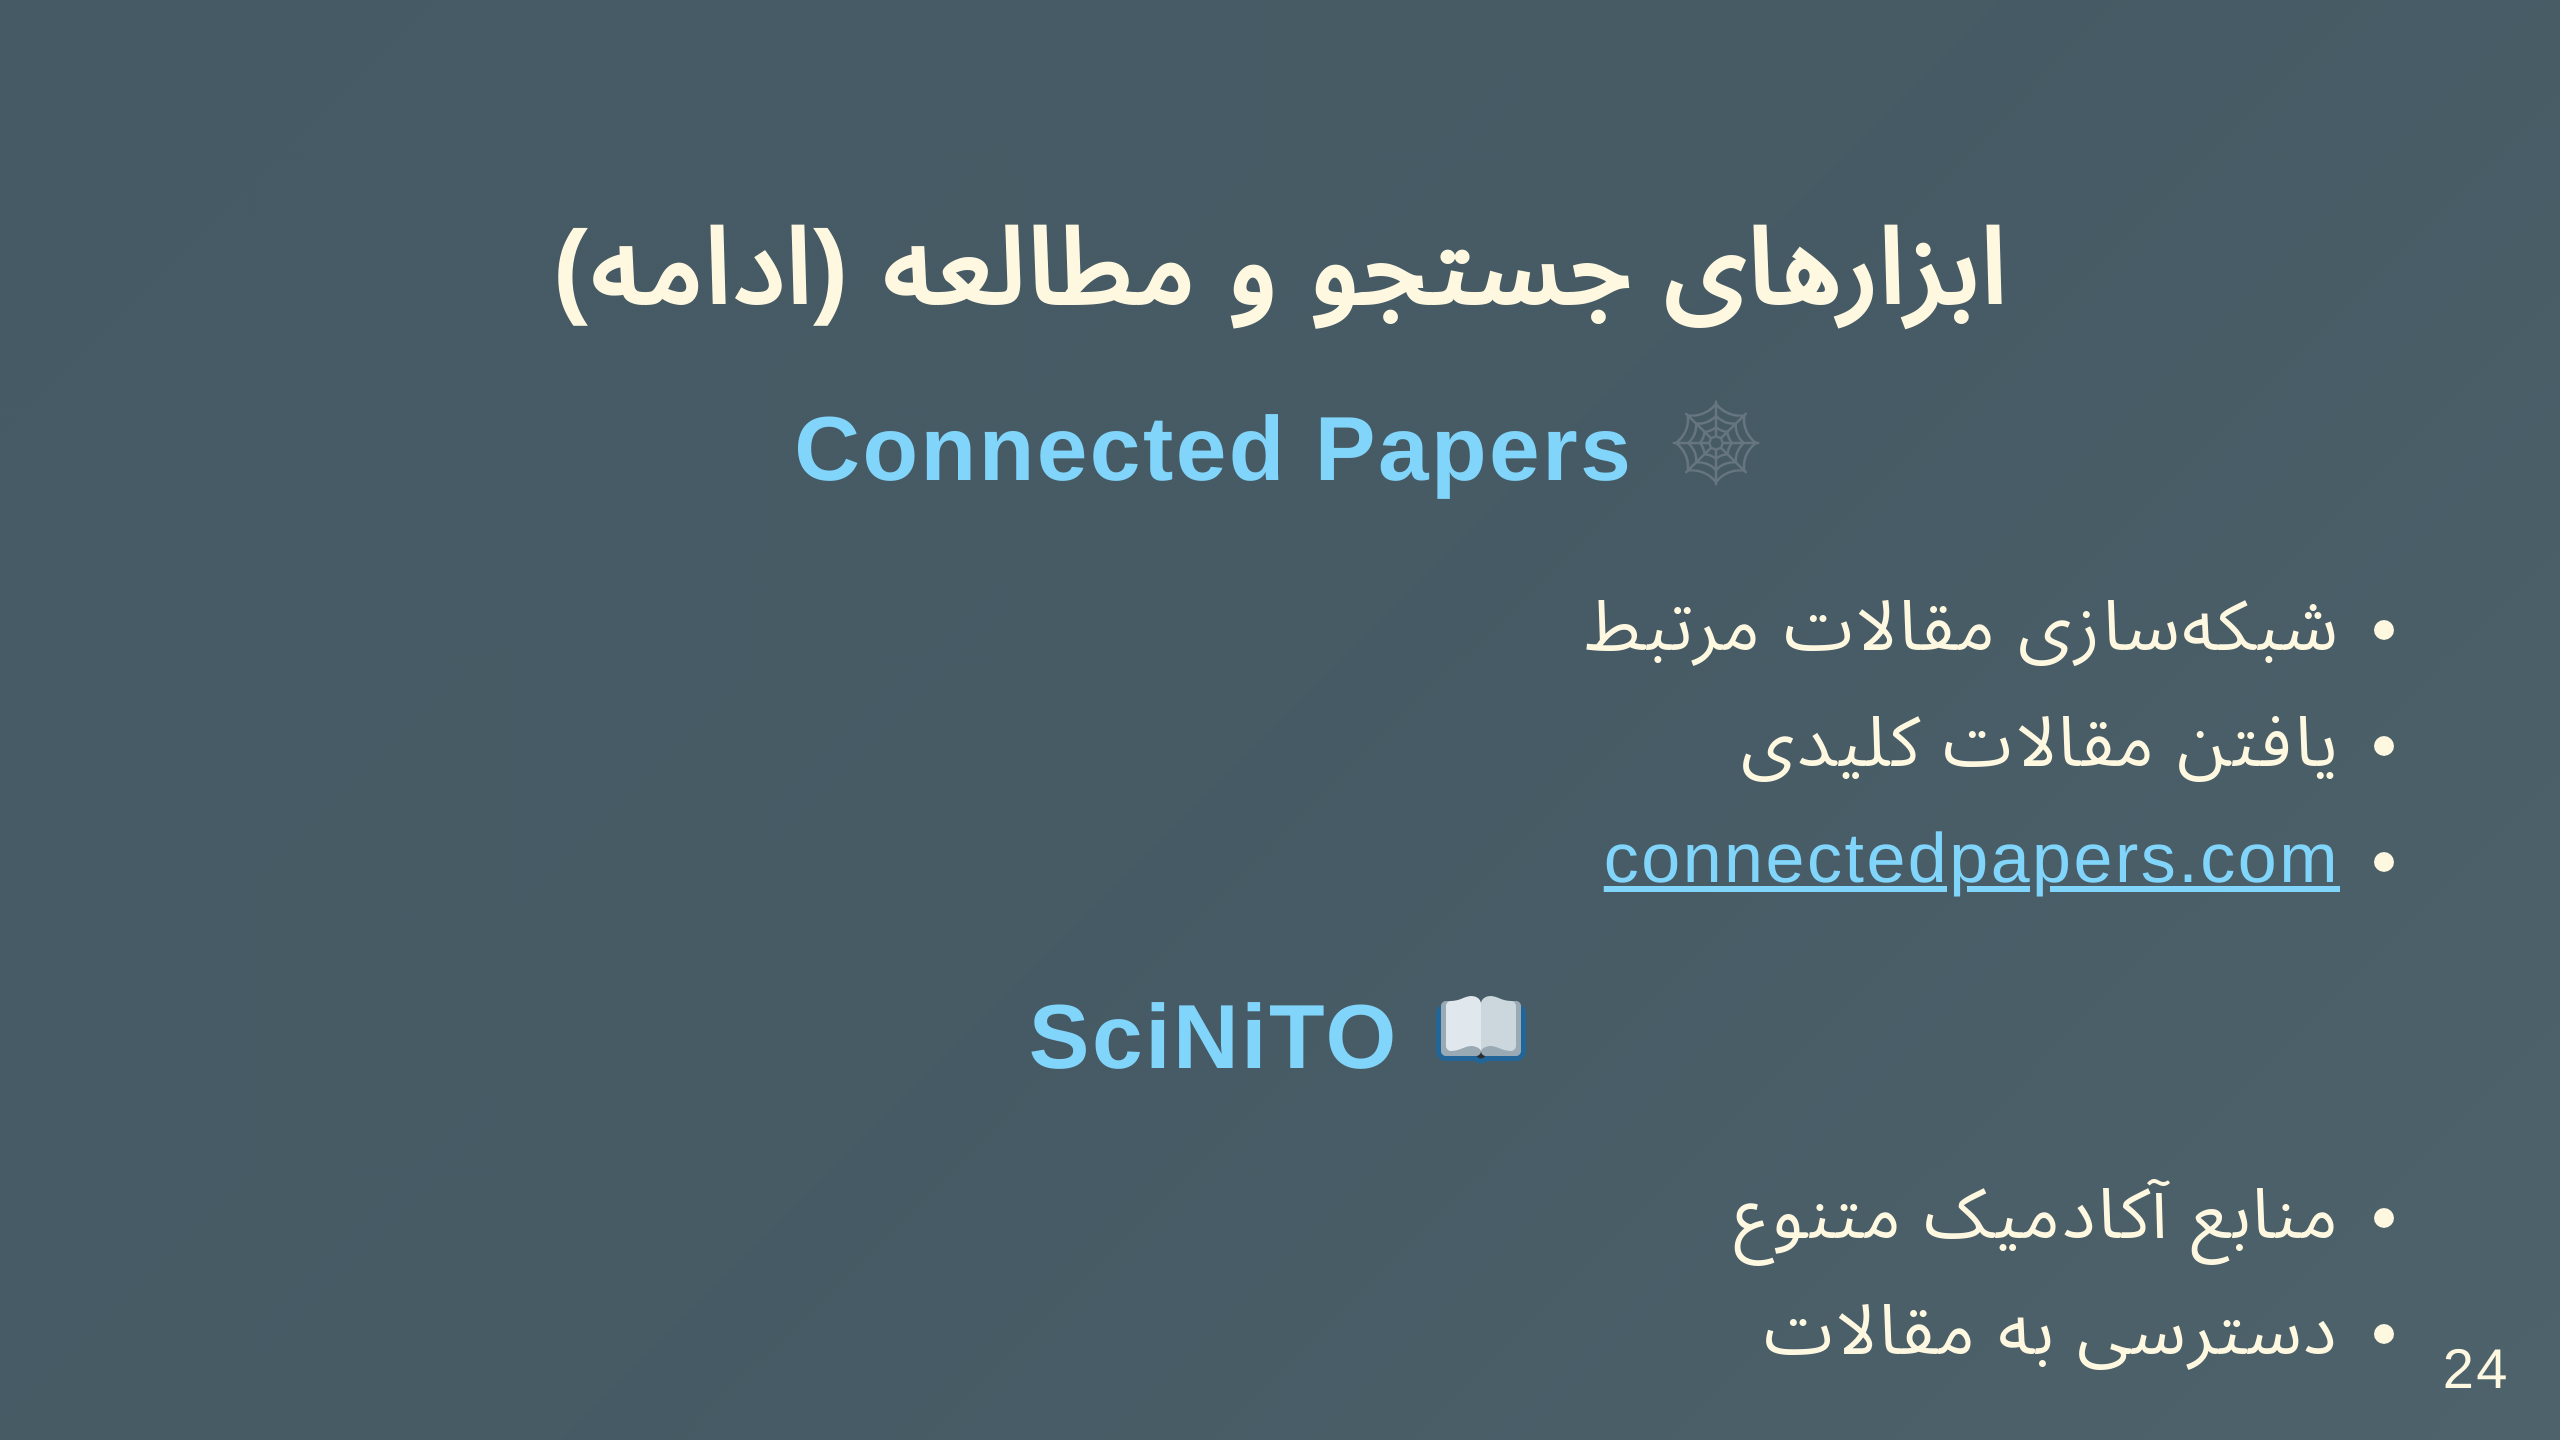 ابزارهای جستجو و مطالعه (ادامه)
🕸️ Connected Papers
• شبکه‌سازی مقالات مرتبط
• یافتن مقالات کلیدی
• connectedpapers.com
📖 SciNiTO
• منابع آکادمیک متنوع
• دسترسی به مقالات
24